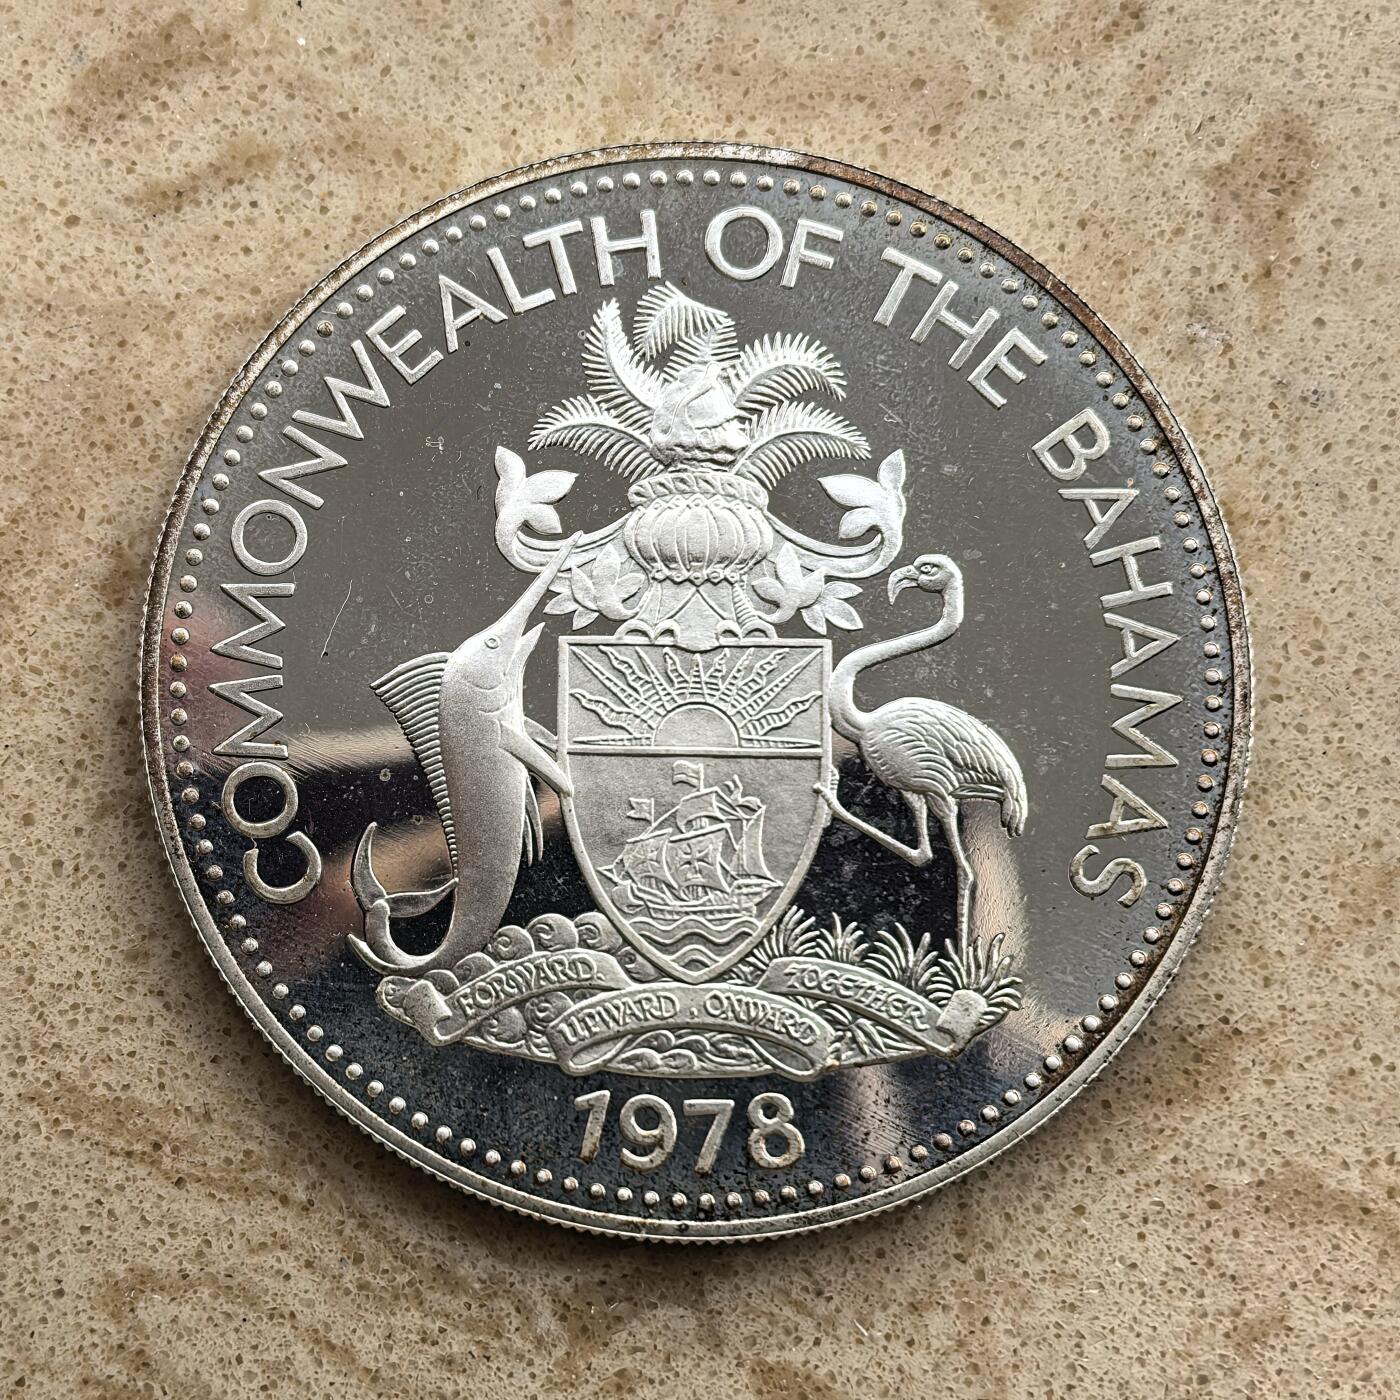 COMMONWEALTH OF THE BAHAMAS
FORWARD,
UPWARD, ONWARD
TOGETHER
1978